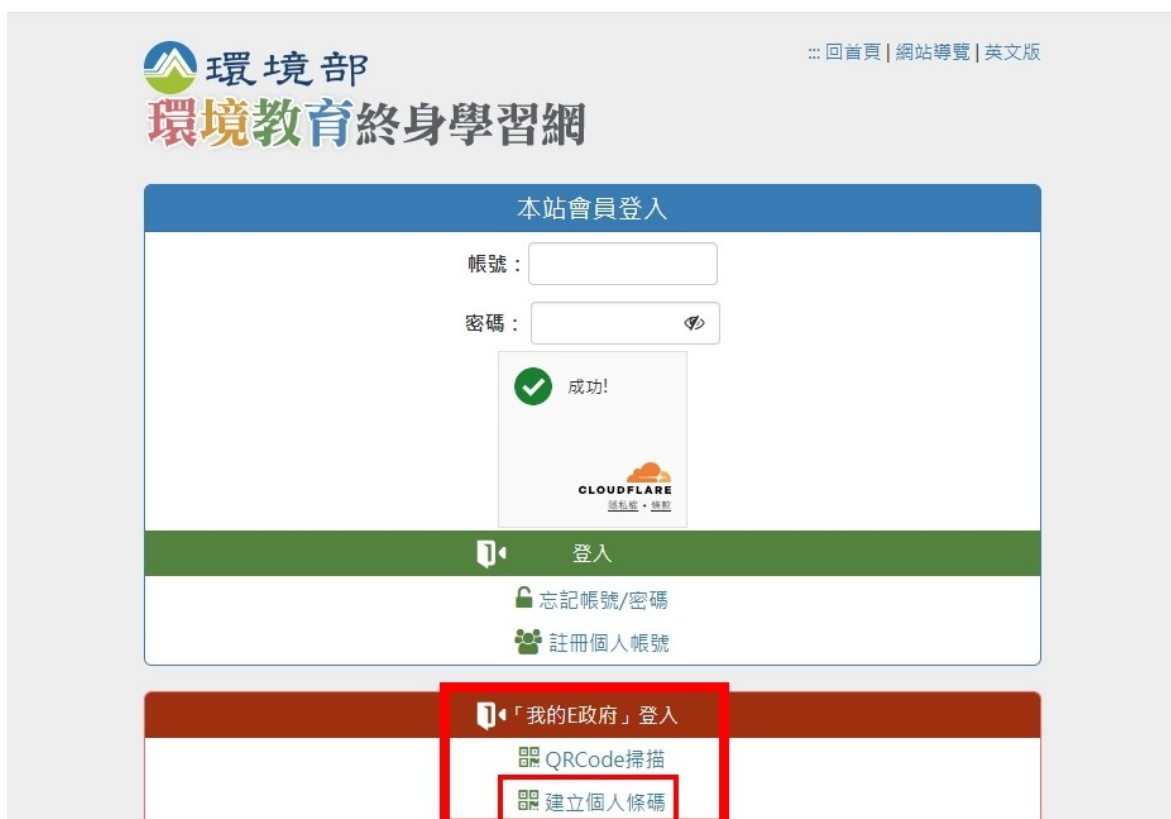 環境部
::: 回首頁 | 網站導覽 | 英文版
環境教育終身學習網
本站會員登入
帳號：
密碼：
成功!
CLOUDFLARE
隱私權 • 條款
登入
忘記帳號/密碼
註冊個人帳號
「我的E政府」登入
QRCode掃描
建立個人條碼